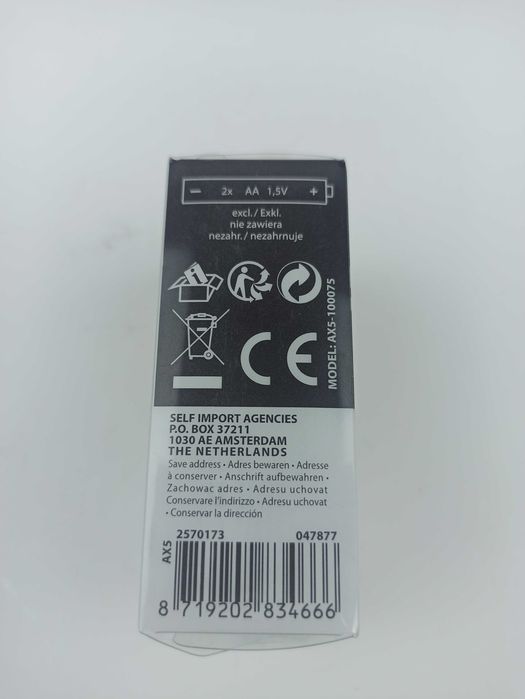 – 2x AA 1,5V +
excl./ Exkl.
nie zawiera
nezahr./ nezahrnuje
CE
MODEL: AX5-100075
SELF IMPORT AGENCIES
P.O. BOX 37211
1030 AE AMSTERDAM
THE NETHERLANDS
Save address • Adres bewaren • Adresse
à conserver • Anschrift aufbewahren •
Zachowac adres • Adresu uchovat
Conservare l'indirizzo • Adresu uchovat
• Conservar la dirección
2570173 047877
AX5
8 719202 834666